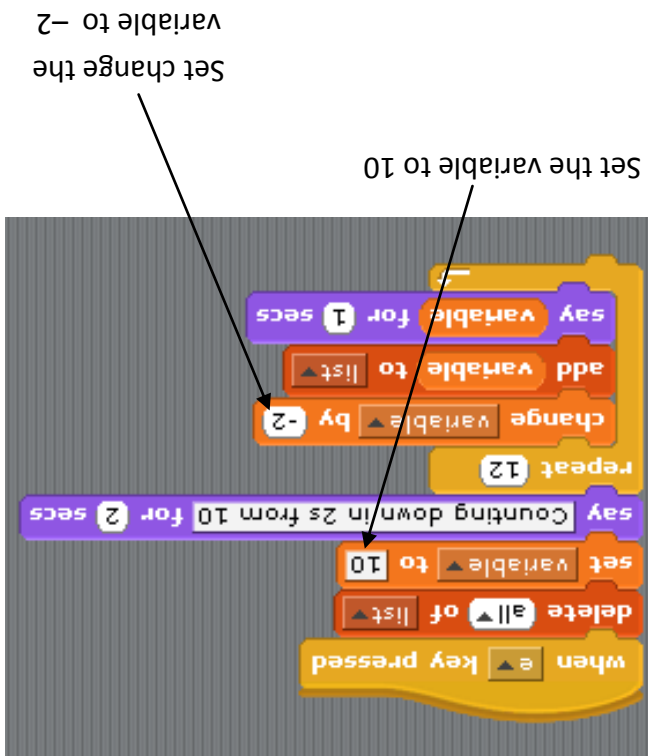 when e key pressed
delete all of list
set variable to 10
say Counting down in 2s from 10 for 2 secs
repeat 12
change variable by -2
add variable to list
say variable for 1 secs
Set the variable to 10
Set change the
variable to –2